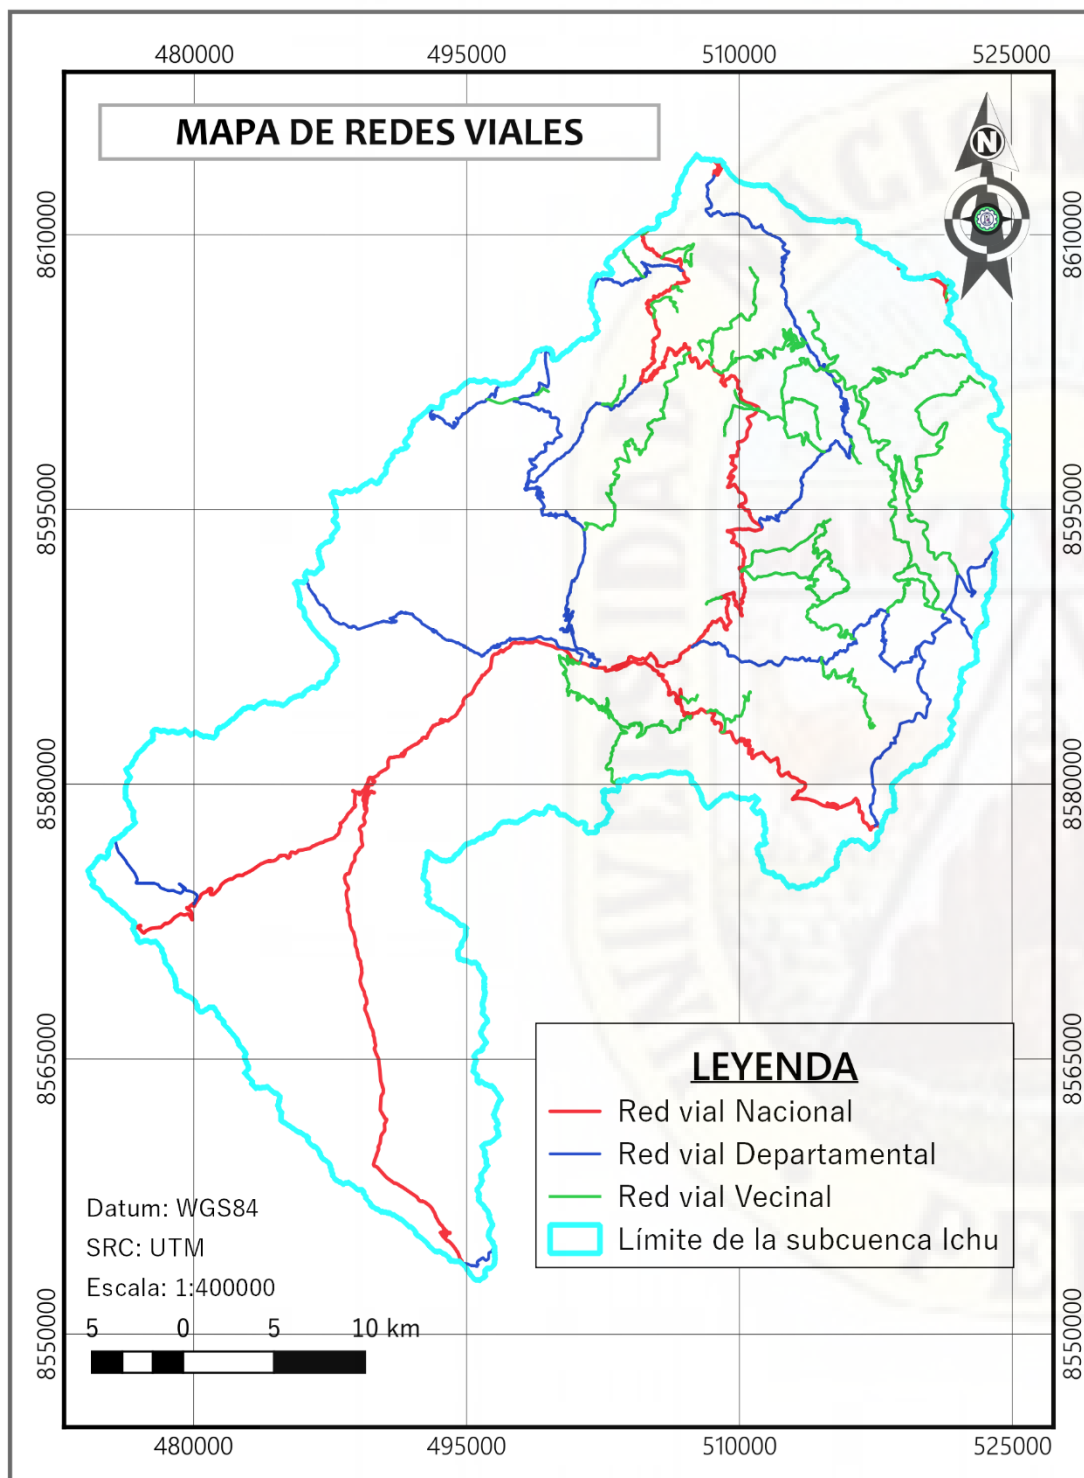 480000 495000 510000 525000
MAPA DE REDES VIALES
N
8610000 8610000
8595000 8595000
8580000 8580000
8565000 8565000
LEYENDA
Red vial Nacional
Red vial Departamental
Red vial Vecinal
Límite de la subcuenca Ichu
Datum: WGS84
SRC: UTM
Escala: 1:400000
5 0 5 10 km
8550000 8550000
480000 495000 510000 525000